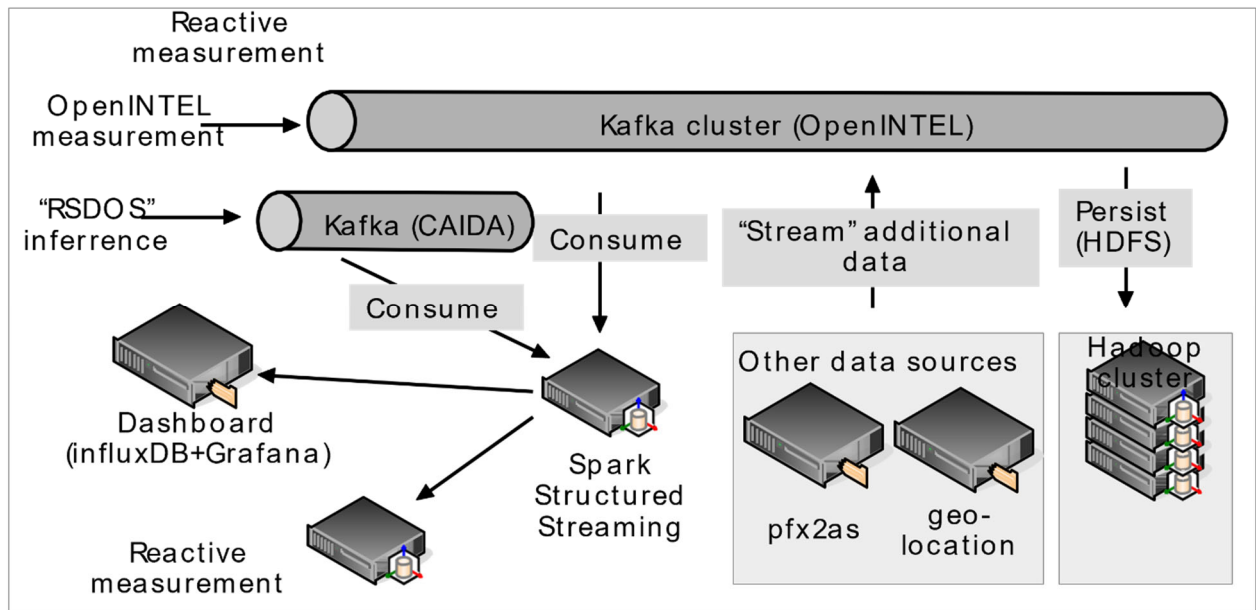 Reactive
measurement
OpenINTEL
measurement
Kafka cluster (OpenINTEL)
“RSDOS”
inferrence
Kafka (CAIDA)
Consume
“Stream” additional
data
Persist
(HDFS)
Consume
Other data sources
Hadoop
cluster
Dashboard
(influxDB+Grafana)
Spark
Structured
Streaming
pfx2as
geo-
location
Reactive
measurement